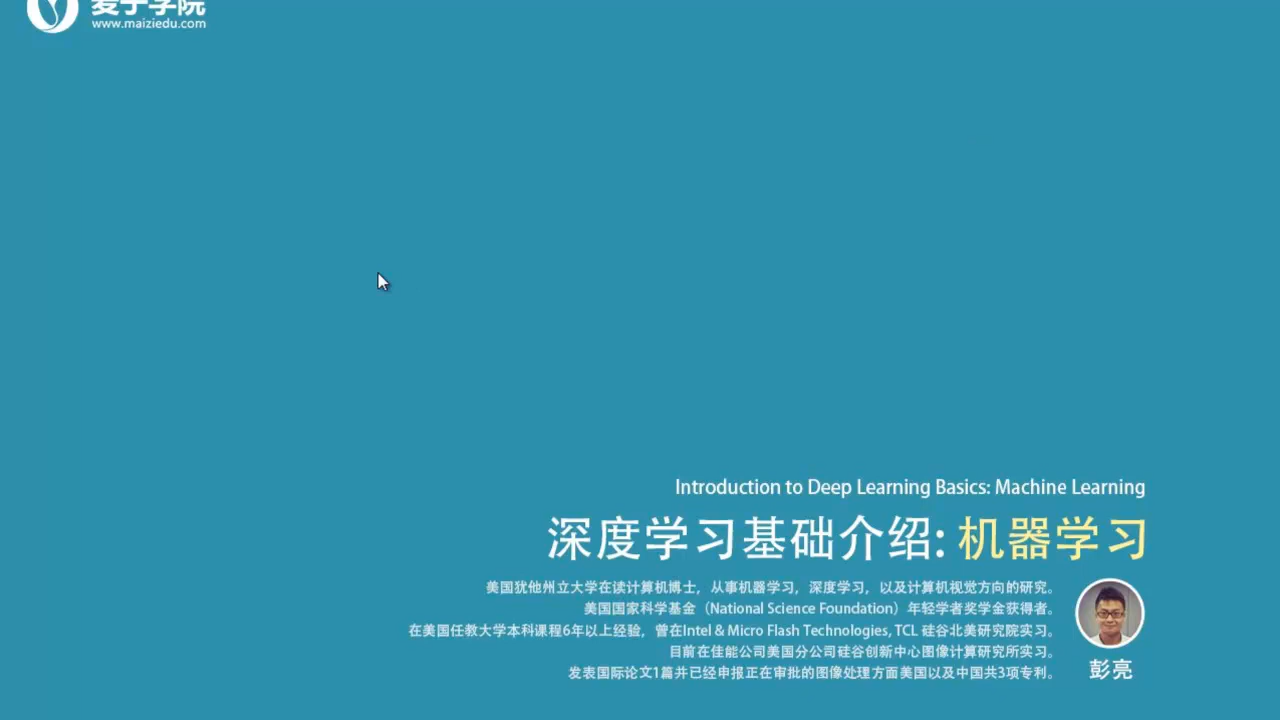 麦子学院
www.maiziedu.com
Introduction to Deep Learning Basics: Machine Learning
深度学习基础介绍: 机器学习
美国犹他州立大学在读计算机博士，从事机器学习，深度学习，以及计算机视觉方向的研究。
美国国家科学基金（National Science Foundation）年轻学者奖学金获得者。
在美国任教大学本科课程6年以上经验，曾在Intel & Micro Flash Technologies, TCL 硅谷北美研究院实习。
目前在佳能公司美国分公司硅谷创新中心图像计算研究所实习。
发表国际论文1篇并已经申报正在审批的图像处理方面美国以及中国共3项专利。
彭亮